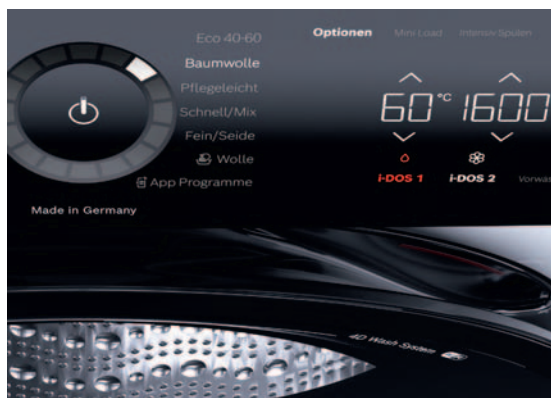 Eco 40-60
Optionen Mini Load Intensiv Spülen
Baumwolle
Pflegeleicht
Schnell/Mix
Fein/Seide
Wolle
App Programme
60 °C 1600
i-DOS 1 i-DOS 2
Made in Germany
4D Wash System